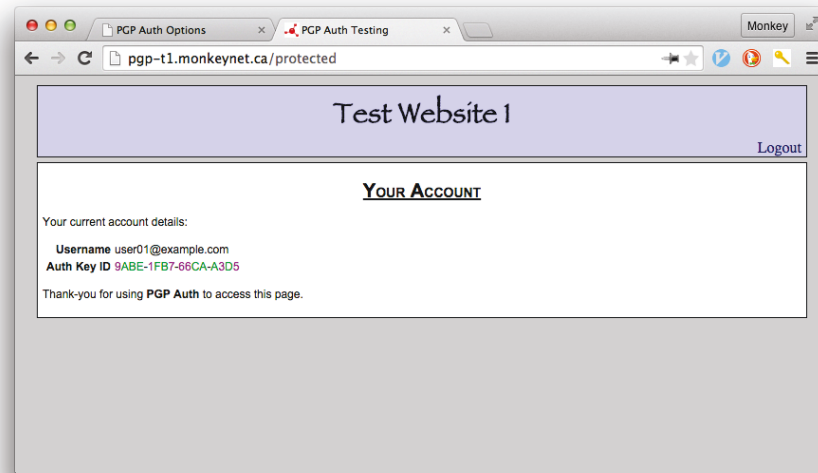 PGP Auth Options
PGP Auth Testing
Monkey
pgp-t1.monkeynet.ca/protected
Test Website 1
Logout
YOUR ACCOUNT
Your current account details:
Username user01@example.com
Auth Key ID 9ABE-1FB7-66CA-A3D5
Thank-you for using PGP Auth to access this page.